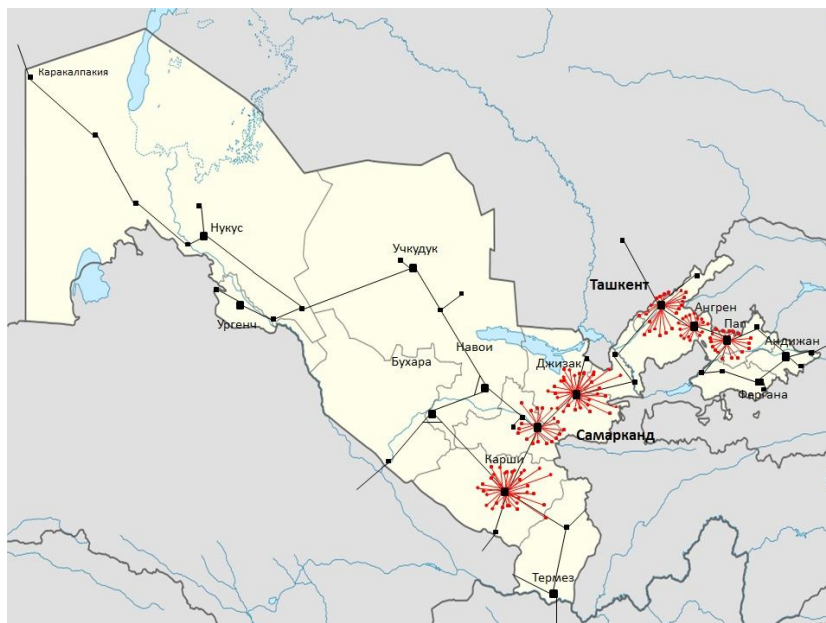 Каракалпакия
Нукус
Учкудук
Ташкент
Ангрен
Пап
Ургенч
Андижан
Навои
Бухара
Джизак
Фергана
Самарканд
Карши
Термез